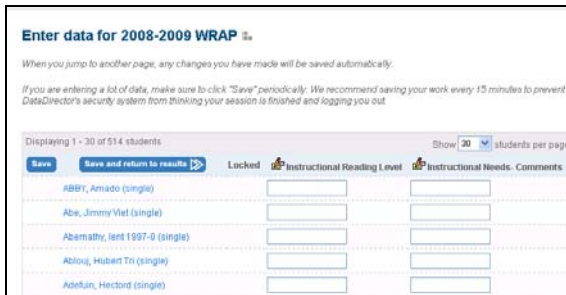 Enter data for 2008-2009 WRAP
When you jump to another page, any changes you have made will be saved automatically.
If you are entering a lot of data, make sure to click "Save" periodically. We recommend saving your work every 15 minutes to prevent
DataDirector's security system from thinking your session is finished and logging you out.
Displaying 1 - 30 of 514 students Show 30 students per page
Save Save and return to results Locked Instructional Reading Level Instructional Needs- Comments
ABBY, Amado (single)
Abe, Jimmy Viet (single)
Abernathy, lent 1997-0 (single)
Ablouj, Hubert Tri (single)
Adefuin, Hectord (single)